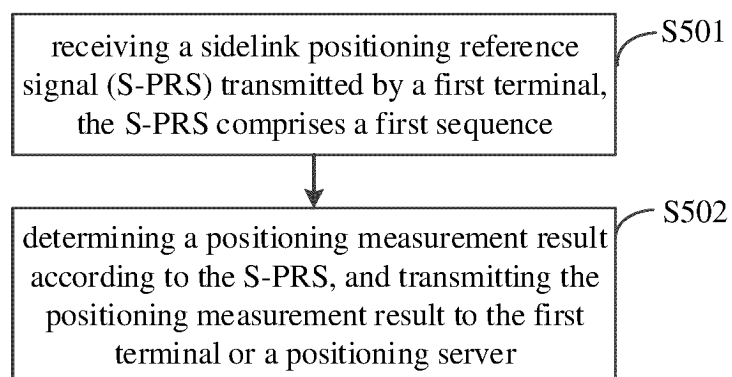 receiving a sidelink positioning reference
signal (S-PRS) transmitted by a first terminal,
the S-PRS comprises a first sequence
S501
determining a positioning measurement result
according to the S-PRS, and transmitting the
positioning measurement result to the first
terminal or a positioning server
S502